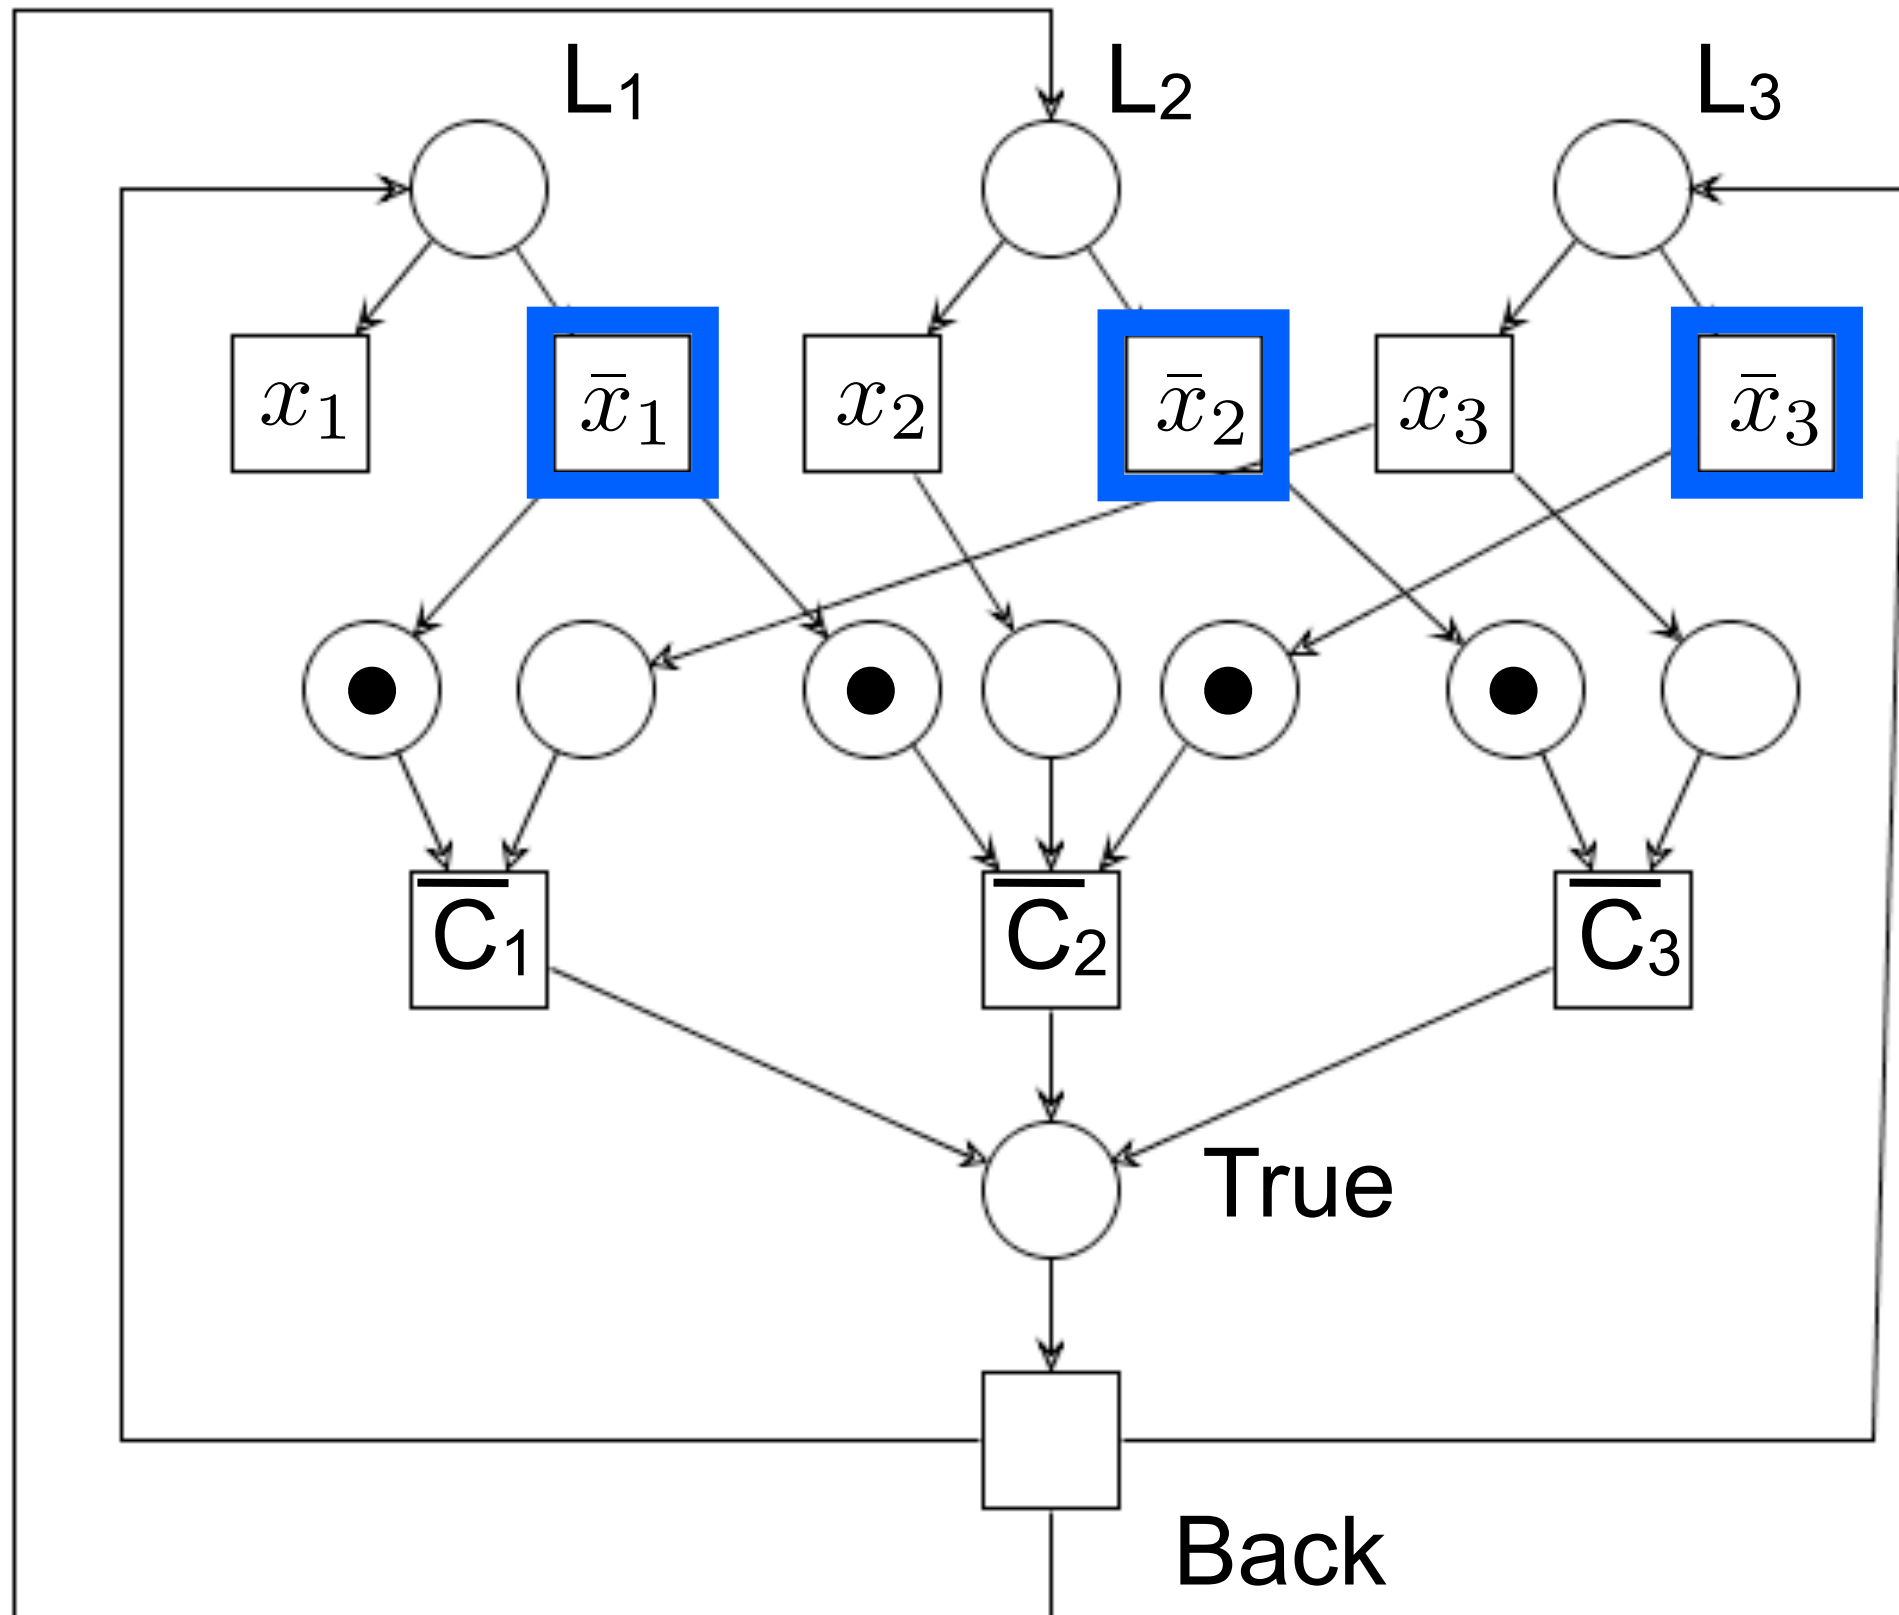 L₁ L₂ L₃
x₁ x̄₁ x₂ x̄₂ x₃ x̄₃
C̅₁ C̅₂ C̅₃
True
Back